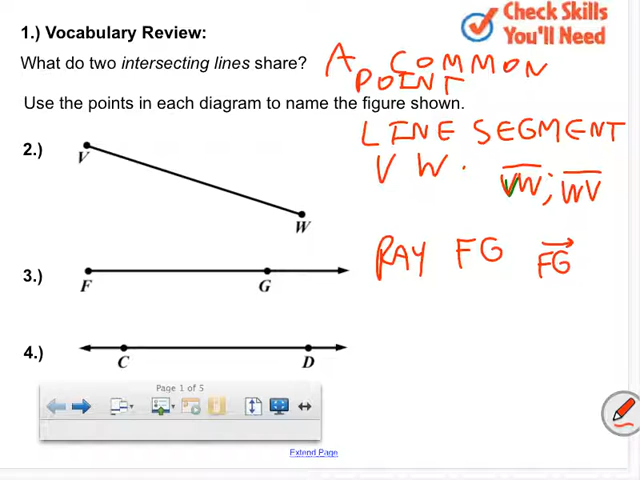 Check Skills
You'll Need
1.) Vocabulary Review:
What do two intersecting lines share? A COMMON
POINT
Use the points in each diagram to name the figure shown.
LINE SEGMENT
2.) V W VW. V̅W̅; W̅V̅
3.) F G RAY FG F⃗G⃗
4.) C D
Page 1 of 5
Extend Page